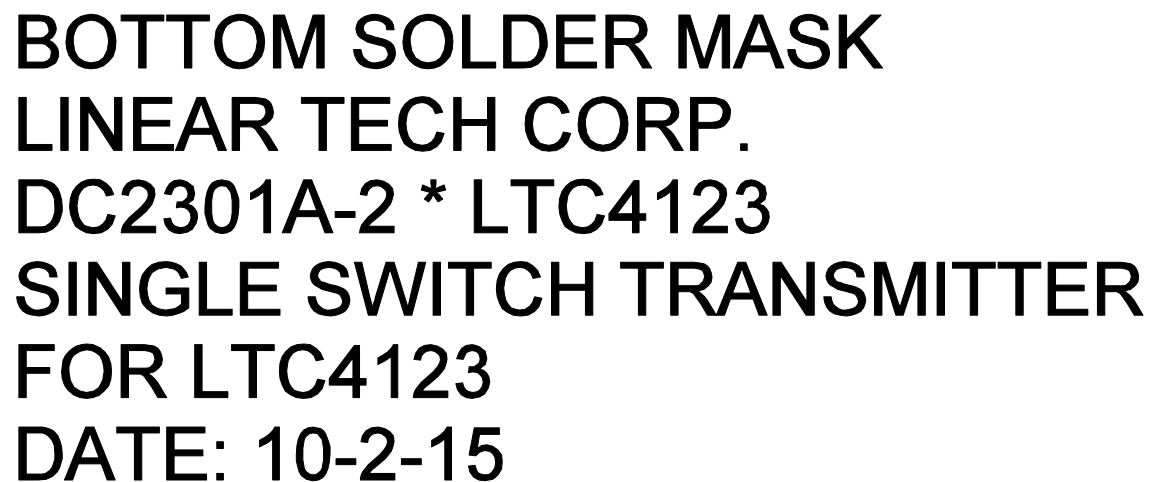 BOTTOM SOLDER MASK
LINEAR TECH CORP.
DC2301A-2 * LTC4123
SINGLE SWITCH TRANSMITTER
FOR LTC4123
DATE: 10-2-15